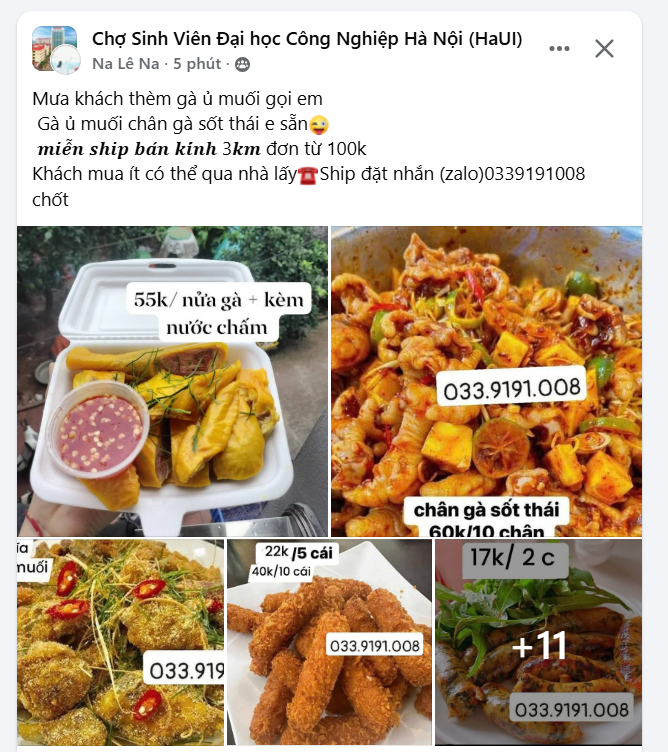 Chợ Sinh Viên Đại học Công Nghiệp Hà Nội (HaUI)
Na Lê Na · 5 phút ·
Mưa khách thèm gà ủ muối gọi em
Gà ủ muối chân gà sốt thái e sẵn😜
miễn ship bán kính 3km đơn từ 100k
Khách mua ít có thể qua nhà lấy☎️Ship đặt nhắn (zalo)0339191008
chốt
55k/ nửa gà + kèm
nước chấm
033.9191.008
chân gà sốt thái
60k/10 chân
ía
muối
033.919
22k/5 cái
40k/10 cái
033.9191.008
17k/ 2 c
+11
033.9191.008